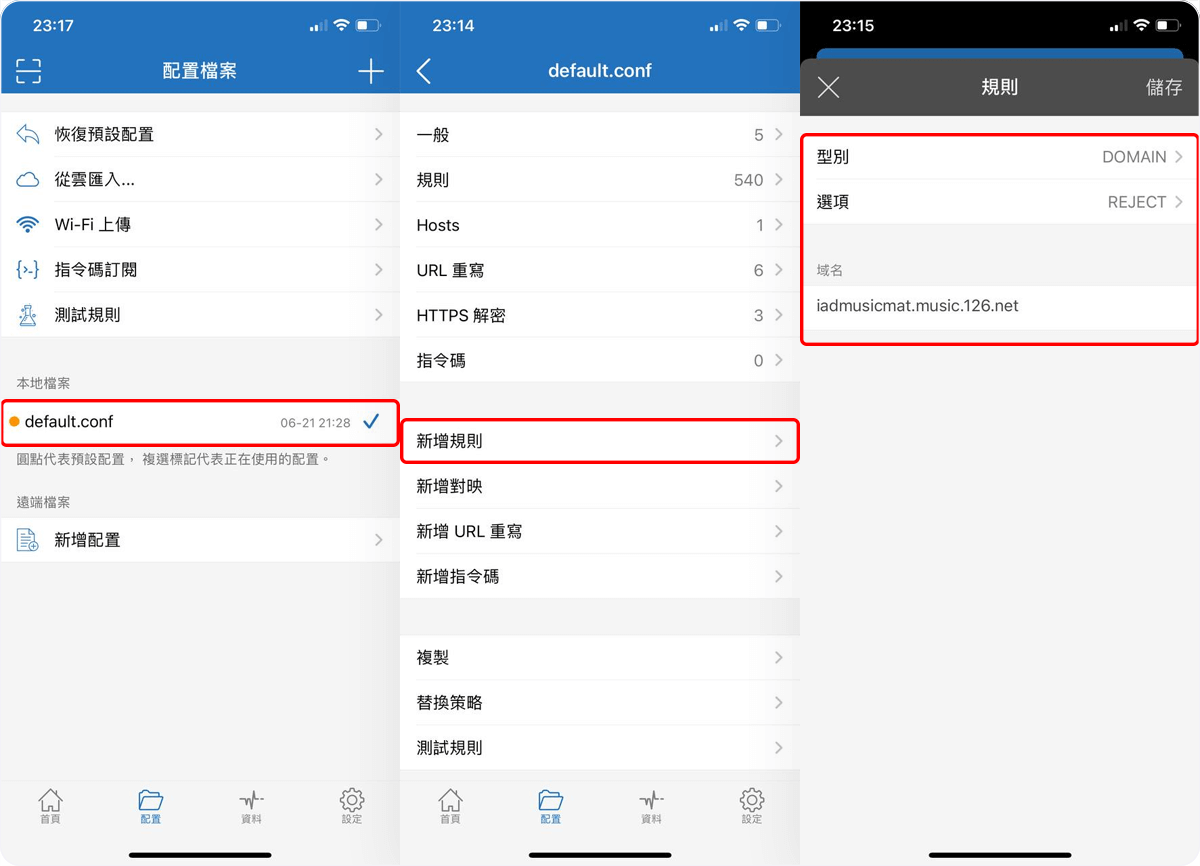 23:17
配置檔案
恢復預設配置
從雲匯入...
Wi-Fi 上傳
指令碼訂閱
測試規則
本地檔案
default.conf 06-21 21:28
圓點代表預設配置， 複選標記代表正在使用的配置。
遠端檔案
新增配置
首頁 配置 資料 設定
23:14
default.conf
一般 5
規則 540
Hosts 1
URL 重寫 6
HTTPS 解密 3
指令碼 0
新增規則
新增對映
新增 URL 重寫
新增指令碼
複製
替換策略
測試規則
首頁 配置 資料 設定
23:15
規則 儲存
型別 DOMAIN
選項 REJECT
域名
iadmusicmat.music.126.net